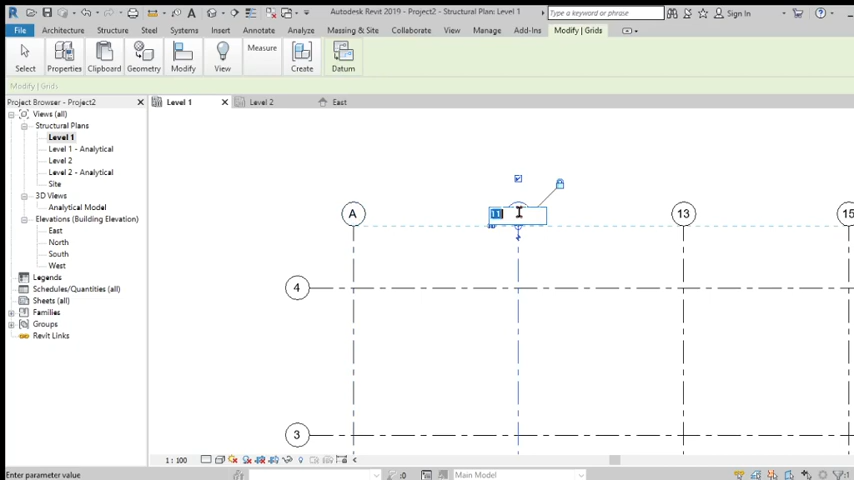 Autodesk Revit 2019 - Project2 - Structural Plan: Level 1
Type a keyword or phrase
Sign In
File Architecture Structure Steel Systems Insert Annotate Analyze Massing & Site Collaborate View Manage Add-Ins Modify | Grids
Select Properties Clipboard Geometry Modify View Measure Create Datum
Modify | Grids
Project Browser - Project2
Level 1
Level 2
East
Views (all)
Structural Plans
Level 1
Level 1 - Analytical
Level 2
Level 2 - Analytical
Site
3D Views
Analytical Model
Elevations (Building Elevation)
East
North
South
West
Legends
Schedules/Quantities (all)
Sheets (all)
Families
Groups
Revit Links
A
11
13
15
4
3
1 : 100
Enter parameter value
:0
Main Model
:1